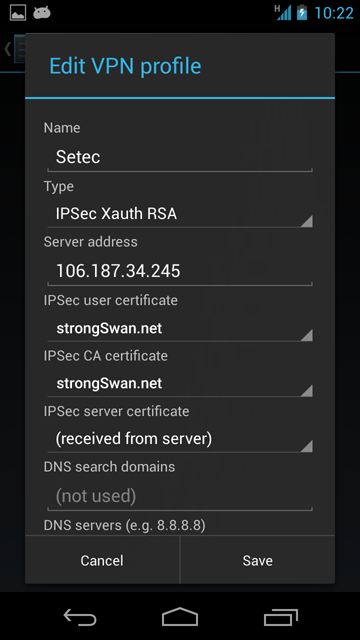 H
10:22
Edit VPN profile
Name
Setec
Type
IPSec Xauth RSA
Server address
106.187.34.245
IPSec user certificate
strongSwan.net
IPSec CA certificate
strongSwan.net
IPSec server certificate
(received from server)
DNS search domains
(not used)
DNS servers (e.g. 8.8.8.8)
Cancel
Save